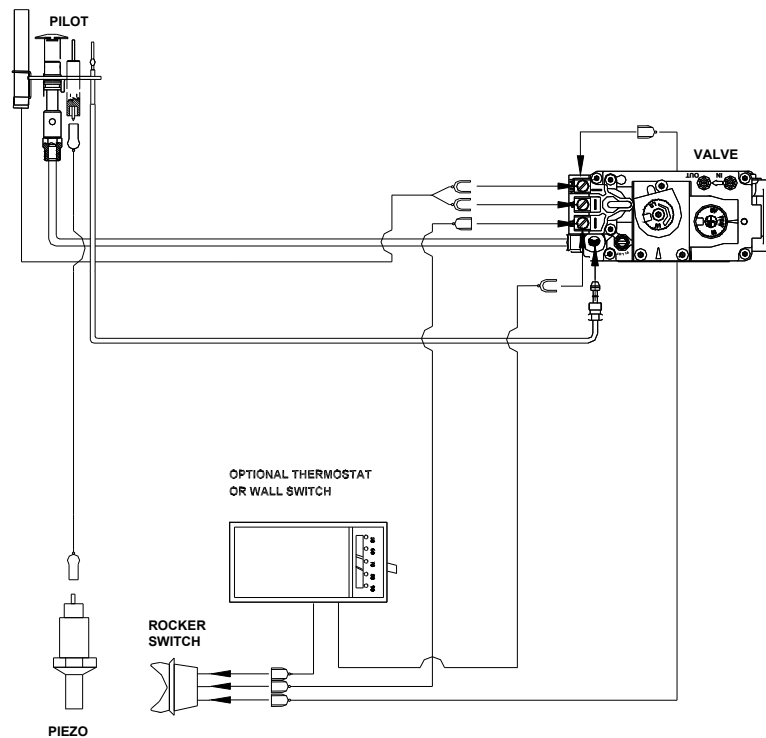 PILOT
VALVE
OUT
IN
OPTIONAL THERMOSTAT
OR WALL SWITCH
ROCKER
SWITCH
PIEZO